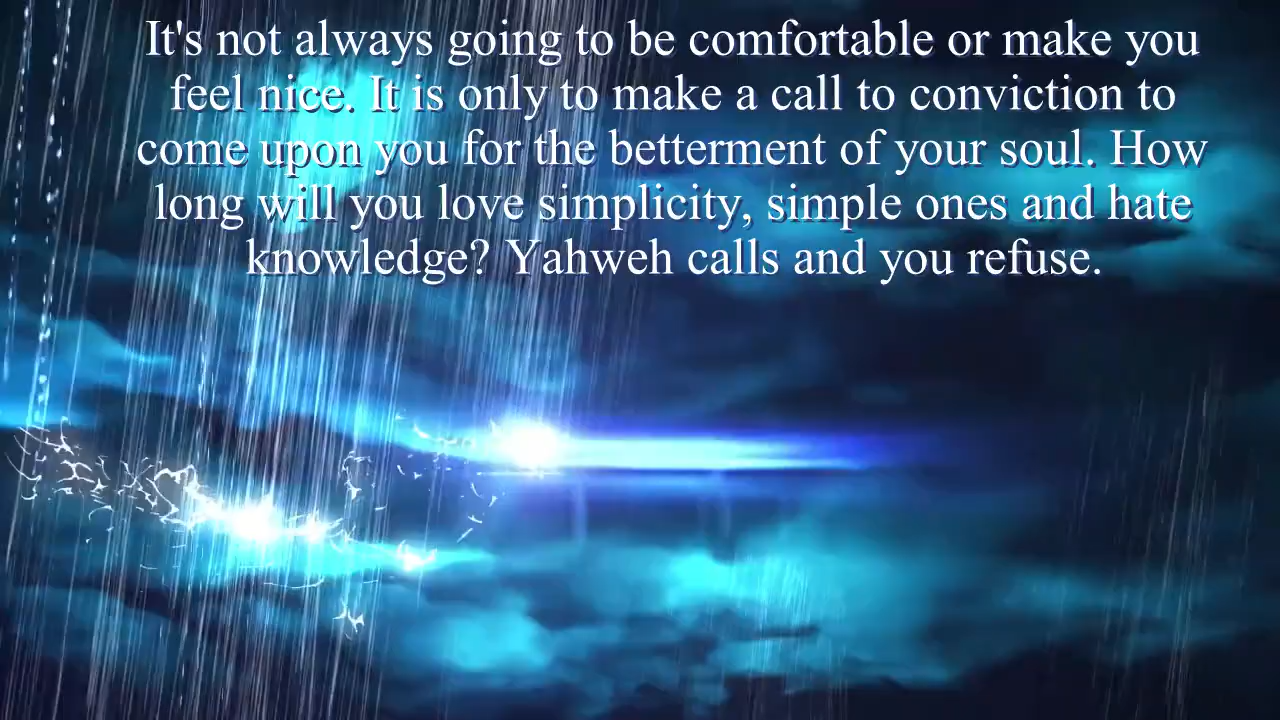 It's not always going to be comfortable or make you
feel nice. It is only to make a call to conviction to
come upon you for the betterment of your soul. How
long will you love simplicity, simple ones and hate
knowledge? Yahweh calls and you refuse.